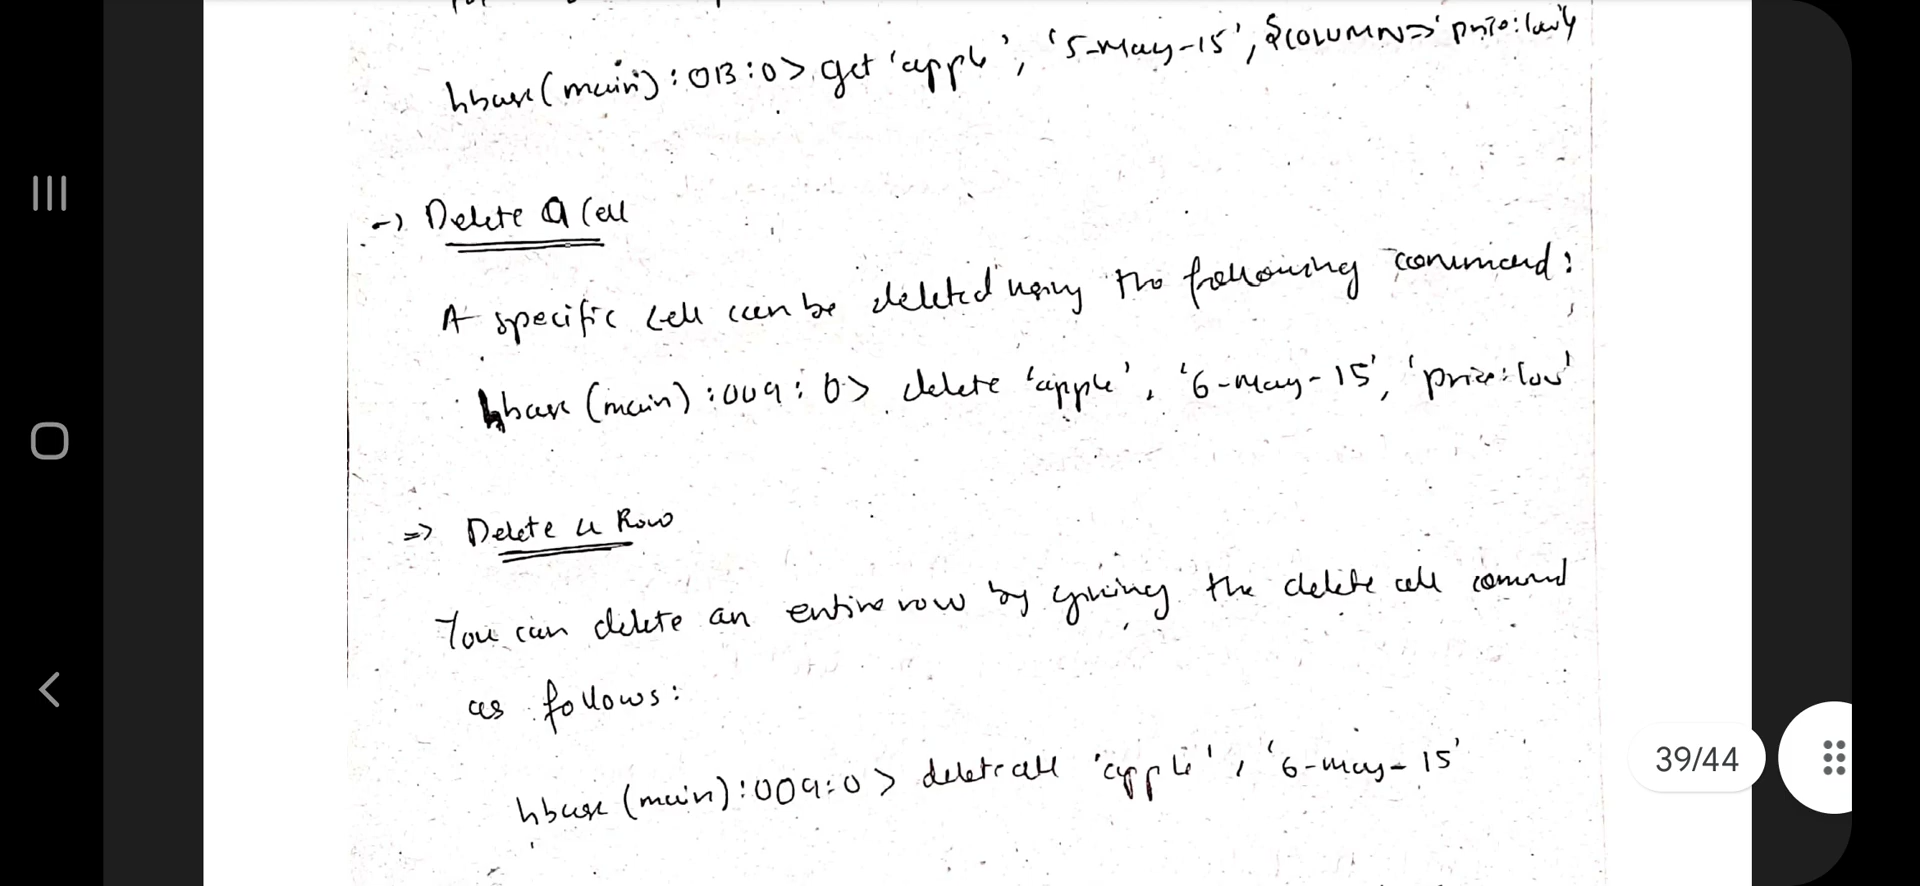 hbase(main):013:0> get 'apple', '5-May-15', {COLUMN=>'price:low'}
-> Delete a Cell
A specific cell can be deleted using the following command:
hbase (main):009:0> delete 'apple', '6-may-15', 'price:low'
=> Delete a Row
You can delete an entire row by giving the delete all command
as follows:
hbase (main):009:0> deleteall 'apple', '6-may-15'
39/44